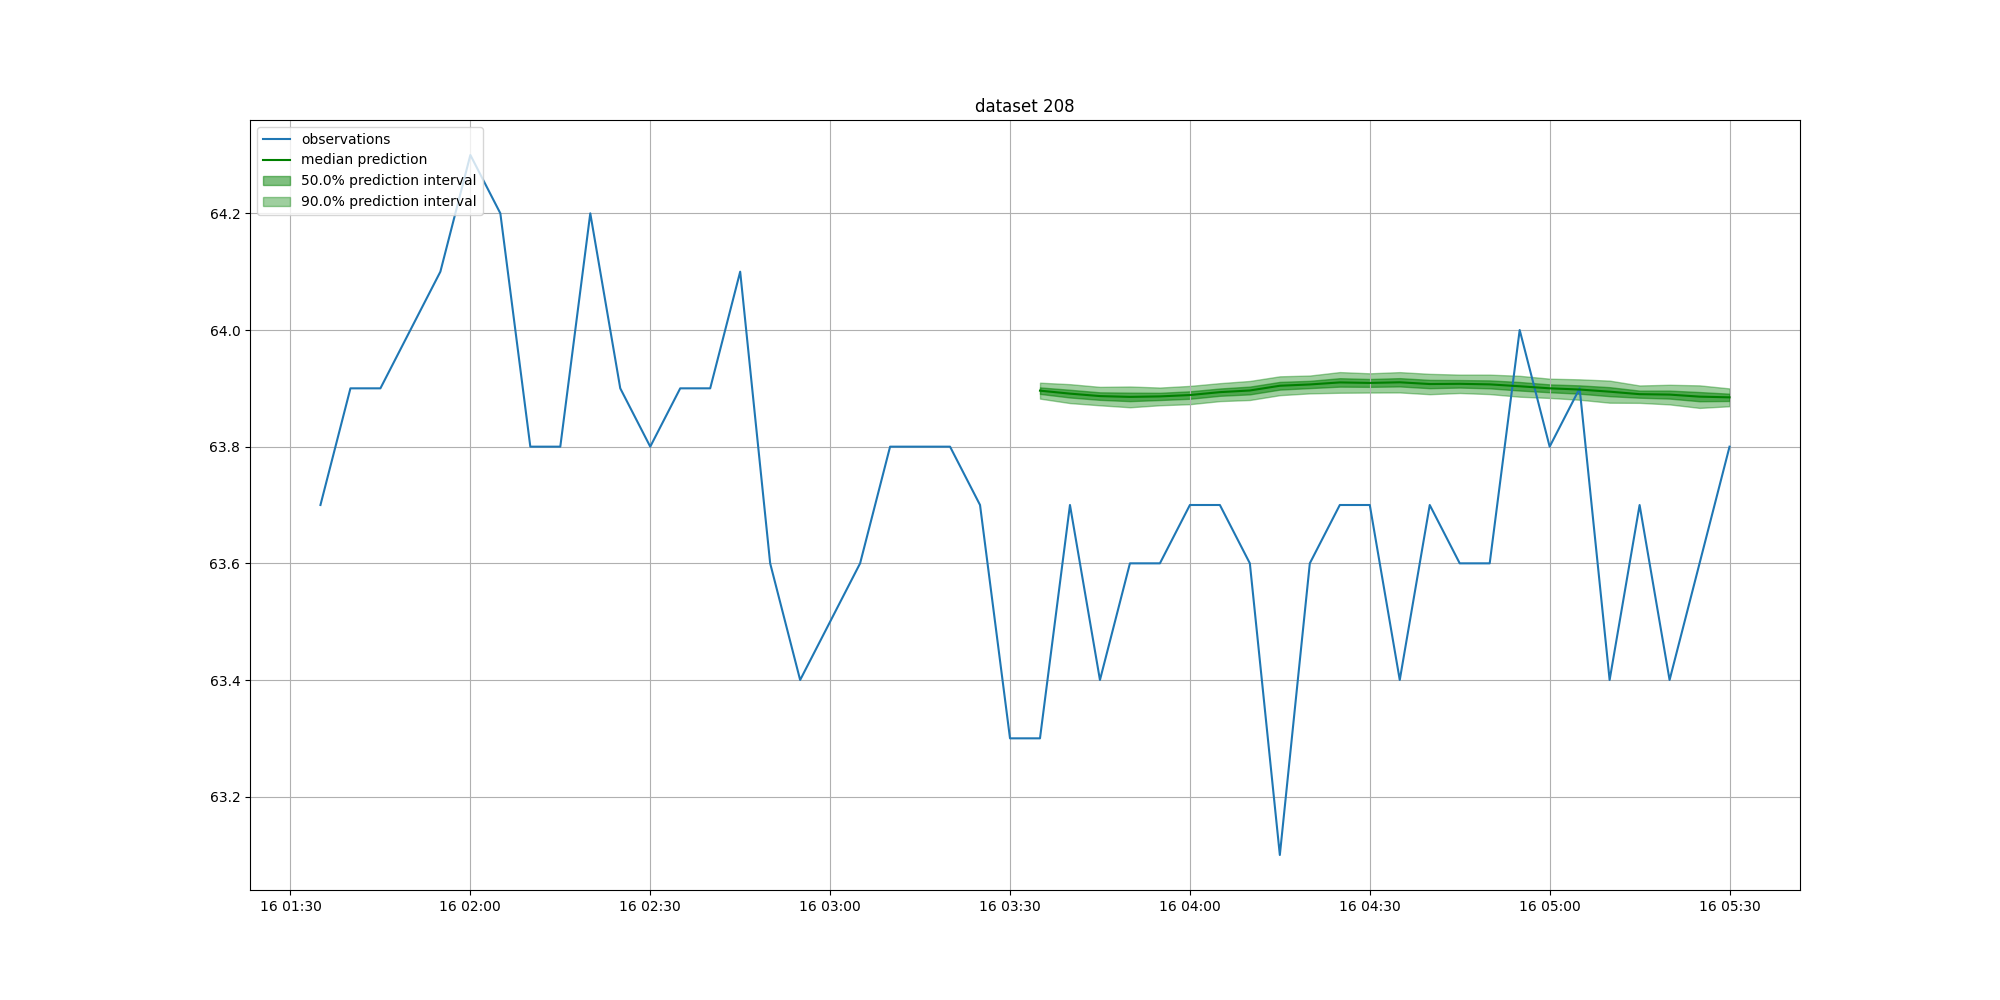 dataset 208
observations
median prediction
50.0% prediction interval
90.0% prediction interval
64.2
64.0
63.8
63.6
63.4
63.2
16 01:30 16 02:00 16 02:30 16 03:00 16 03:30 16 04:00 16 04:30 16 05:00 16 05:30